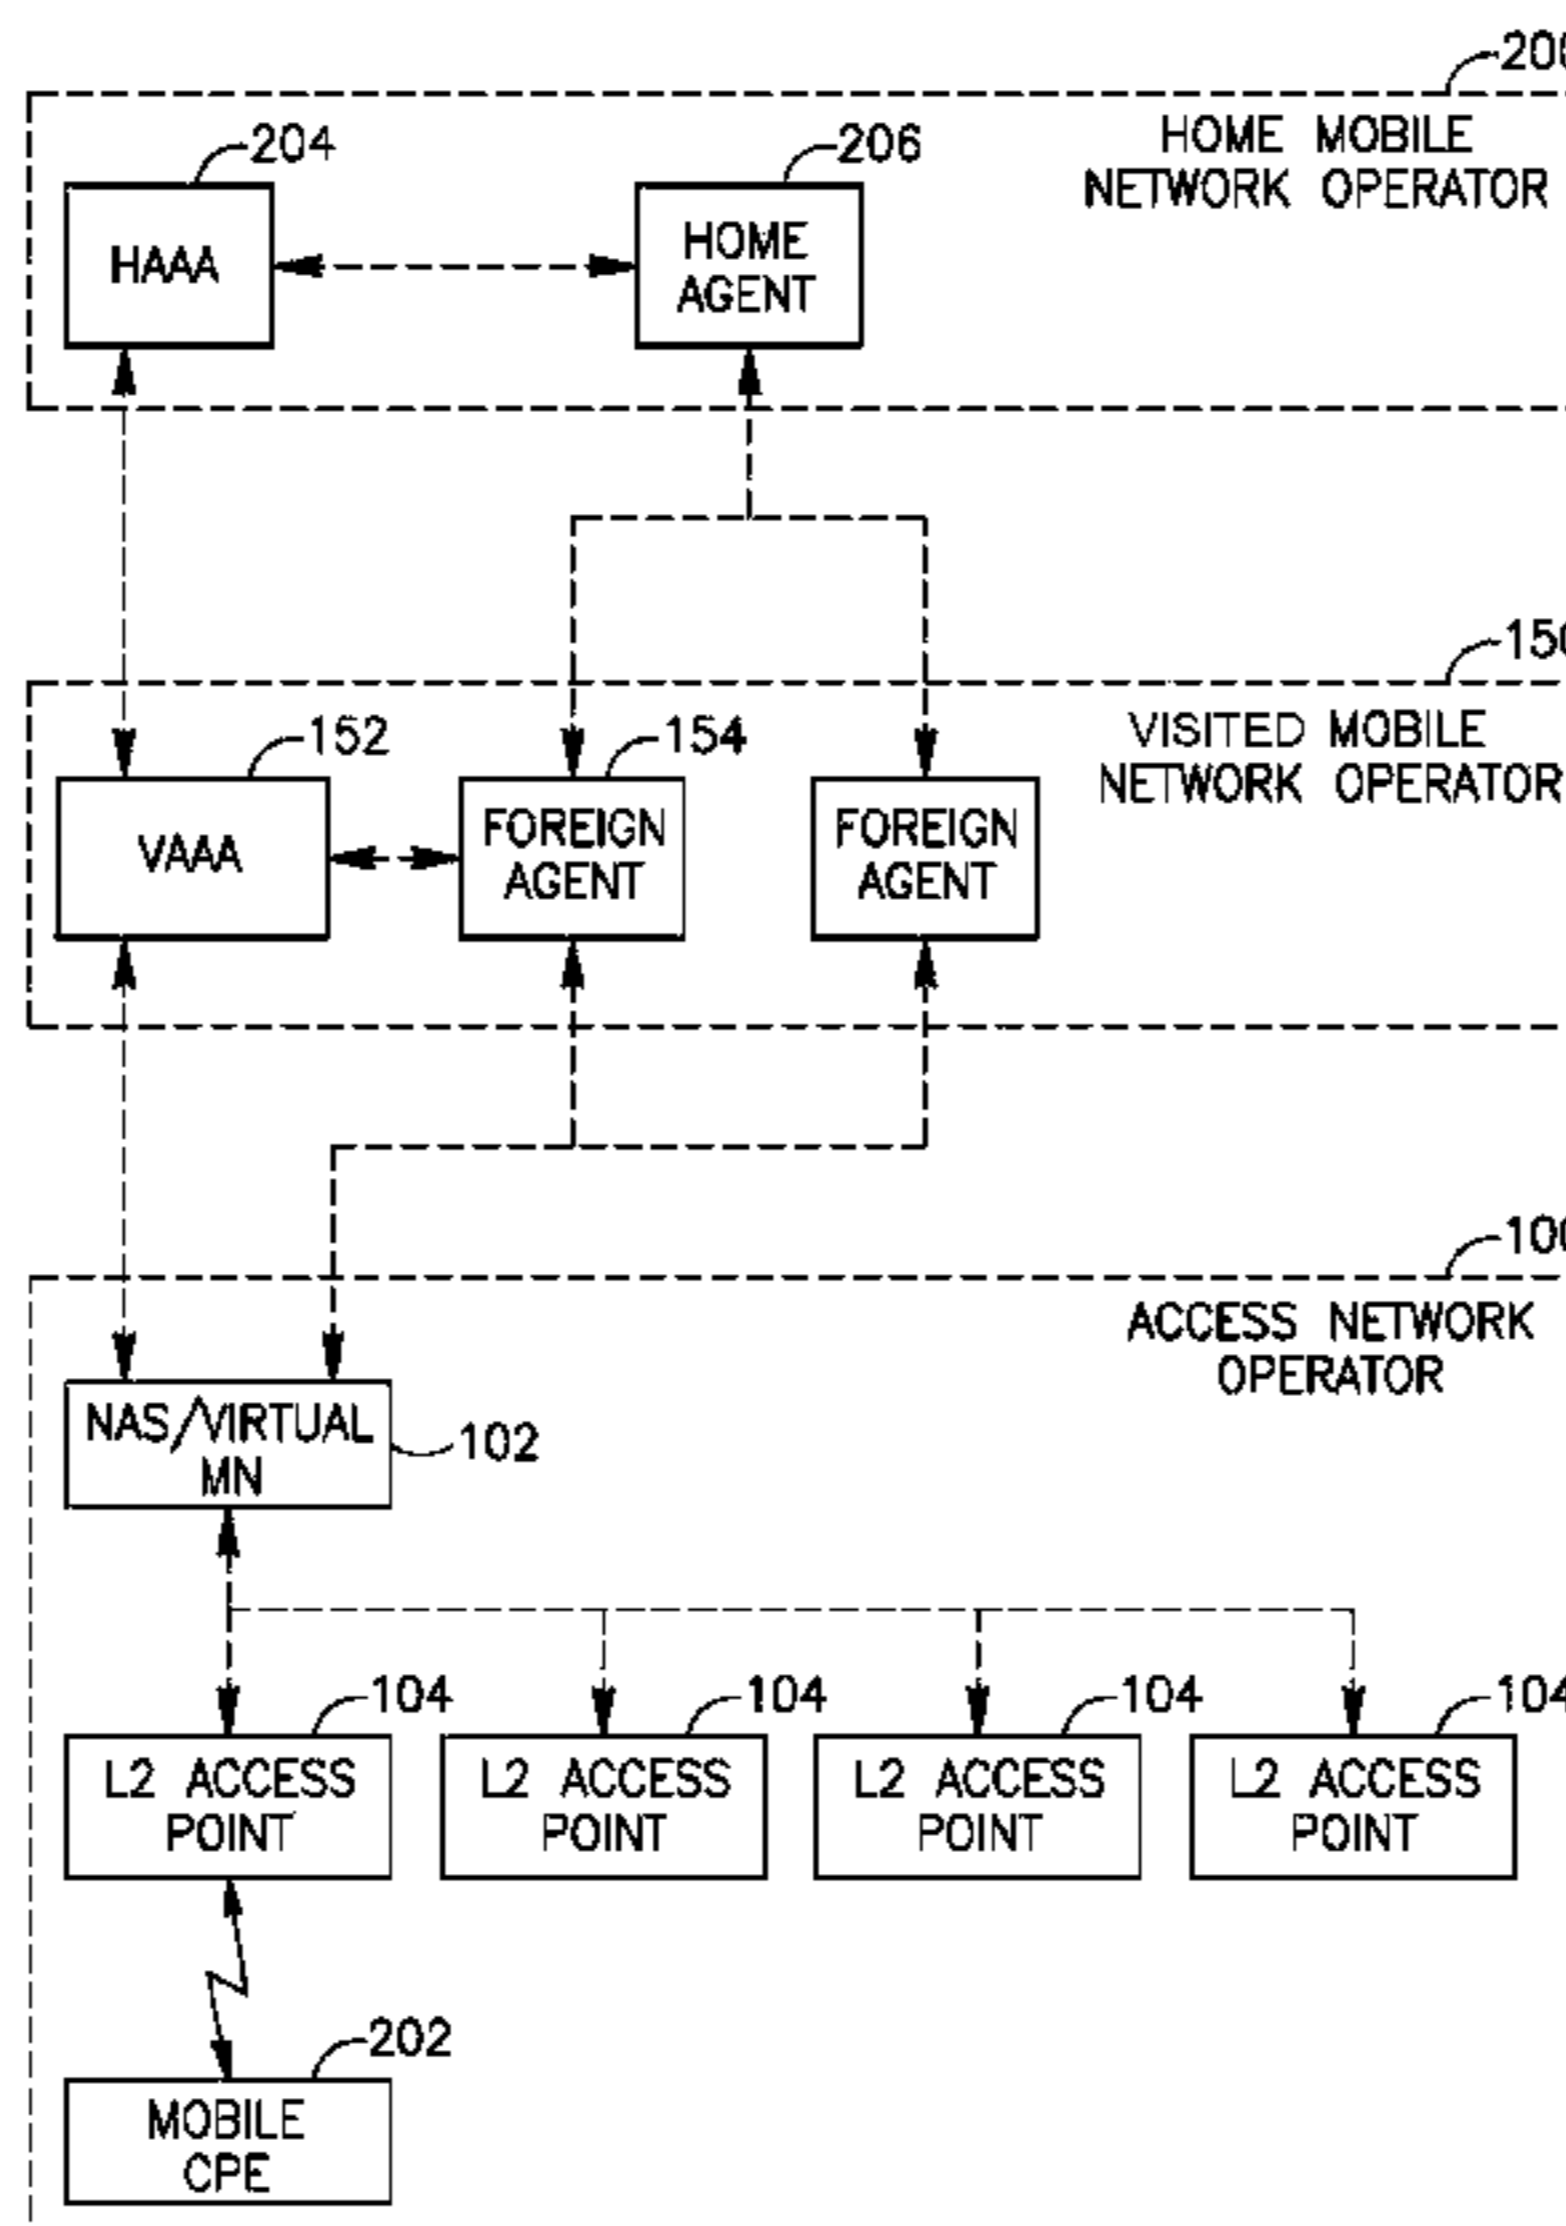 204
206
HOME MOBILE
NETWORK OPERATOR
HAAA
HOME
AGENT
152
154
VISITED MOBILE
NETWORK OPERATOR
VAAA
FOREIGN
AGENT
FOREIGN
AGENT
ACCESS NETWORK
OPERATOR
NAS/VIRTUAL
MN
102
104
104
104
104
L2 ACCESS
POINT
L2 ACCESS
POINT
L2 ACCESS
POINT
L2 ACCESS
POINT
202
MOBILE
CPE